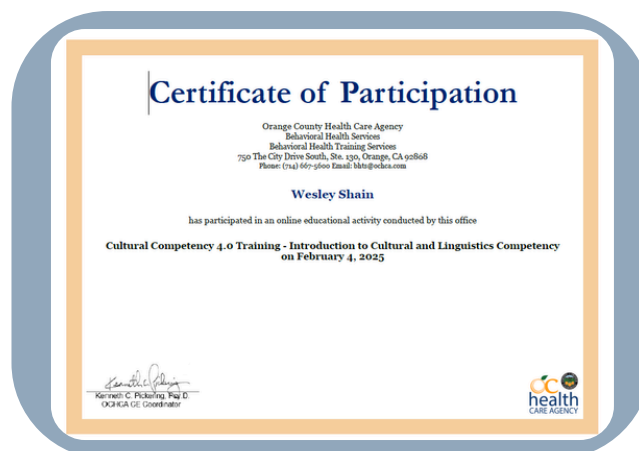 Certificate of Participation
Orange County Health Care Agency
Behavioral Health Services
Behavioral Health Training Services
750 The City Drive South, Ste. 130, Orange, CA 92868
Phone: (714) 667-5600 Email: bhts@ochca.com
Wesley Shain
has participated in an online educational activity conducted by this office
Cultural Competency 4.0 Training - Introduction to Cultural and Linguistics Competency
on February 4, 2025
Kenneth C. Pickering, Psy.D.
OCHCA CE Coordinator
OC
health
CARE AGENCY